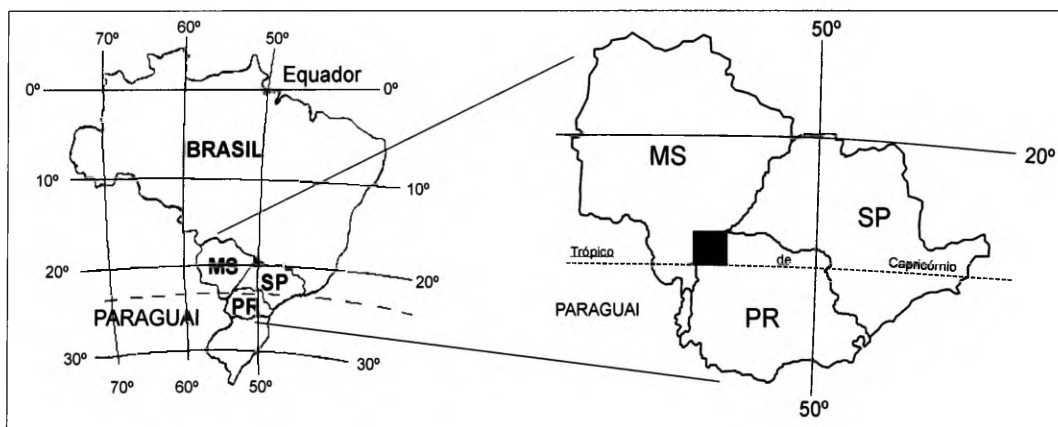 70º
60º
50º
Equador
0º
0º
BRASIL
10º
10º
MS
20º
SP
20º
PARAGUAI
PR
30º
30º
70º
60º
50º
50º
MS
20º
SP
Trópico
de
Capricórnio
PARAGUAI
PR
50º